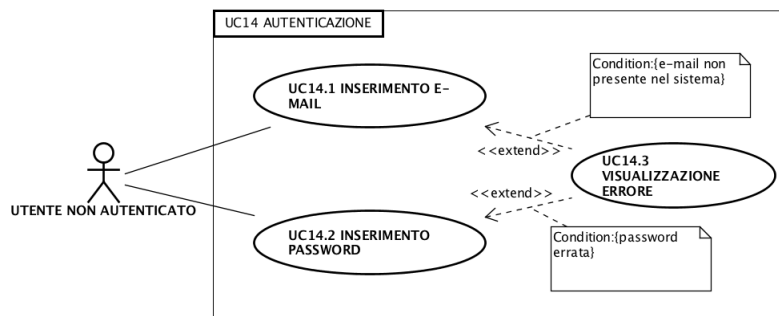 UC14 AUTENTICAZIONE
Condition:{e-mail non
presente nel sistema}
UC14.1 INSERIMENTO E-
MAIL
<<extend>>
UC14.3
VISUALIZZAZIONE
ERRORE
<<extend>>
UTENTE NON AUTENTICATO
UC14.2 INSERIMENTO
PASSWORD
Condition:{password
errata}